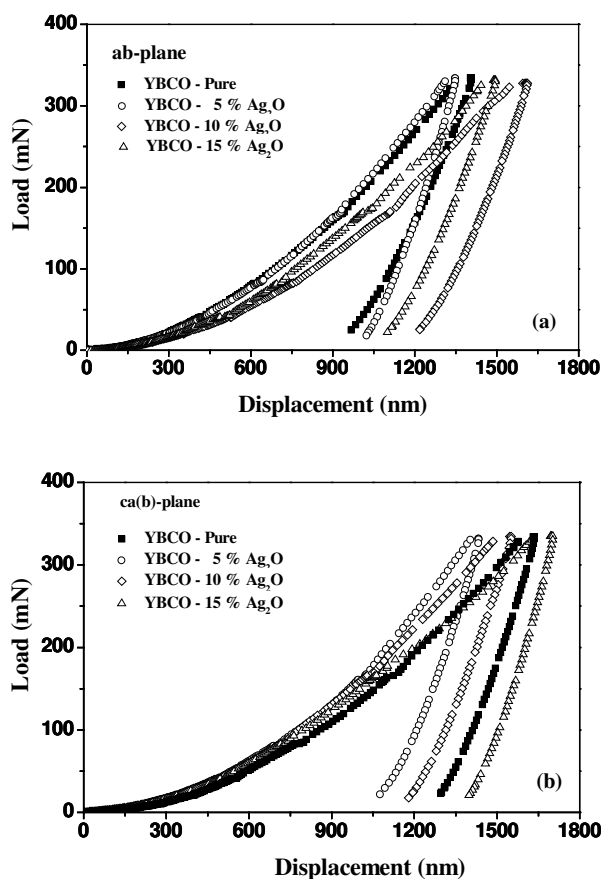 400
300
200
100
0
Load (mN)
ab-plane
YBCO - Pure
YBCO - 5 % Ag₂O
YBCO - 10 % Ag₂O
YBCO - 15 % Ag₂O
(a)
0 300 600 900 1200 1500 1800
Displacement (nm)
400
300
200
100
0
Load (mN)
ca(b)-plane
YBCO - Pure
YBCO - 5 % Ag₂O
YBCO - 10 % Ag₂O
YBCO - 15 % Ag₂O
(b)
0 300 600 900 1200 1500 1800
Displacement (nm)